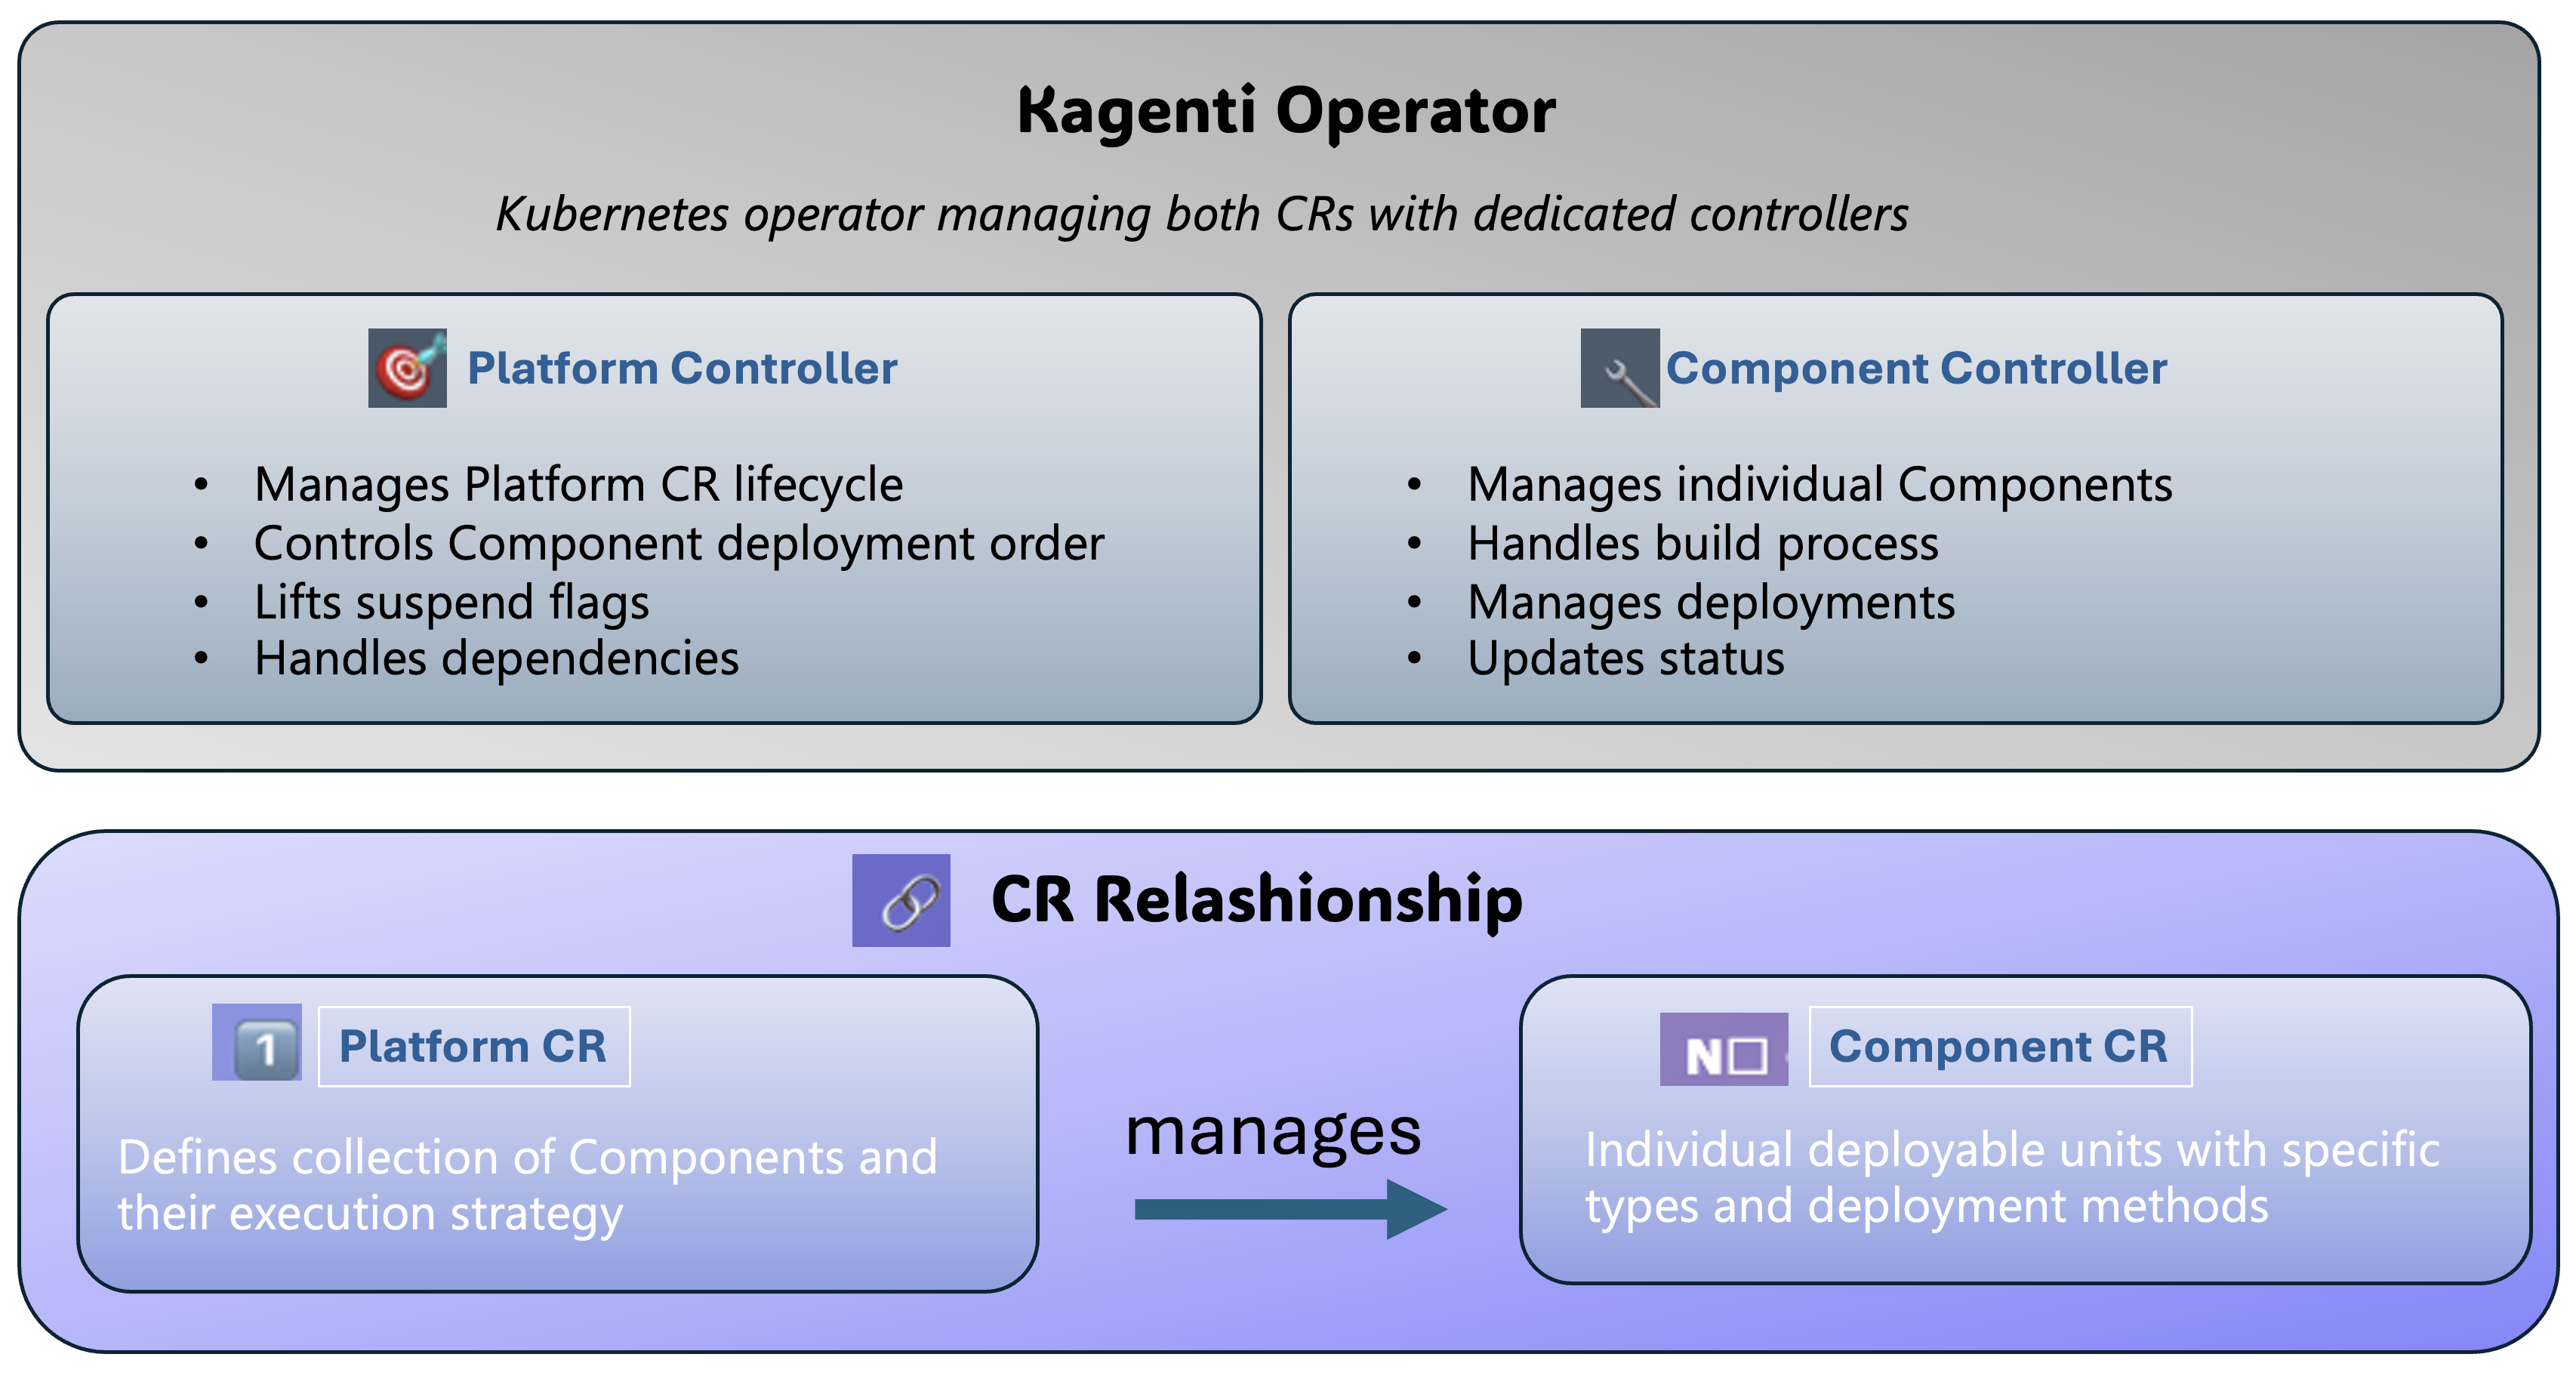 Kagenti Operator
Kubernetes operator managing both CRs with dedicated controllers
Platform Controller
• Manages Platform CR lifecycle
• Controls Component deployment order
• Lifts suspend flags
• Handles dependencies
Component Controller
• Manages individual Components
• Handles build process
• Manages deployments
• Updates status
CR Relashionship
1 Platform CR
Defines collection of Components and
their execution strategy
manages
N□ Component CR
Individual deployable units with specific
types and deployment methods